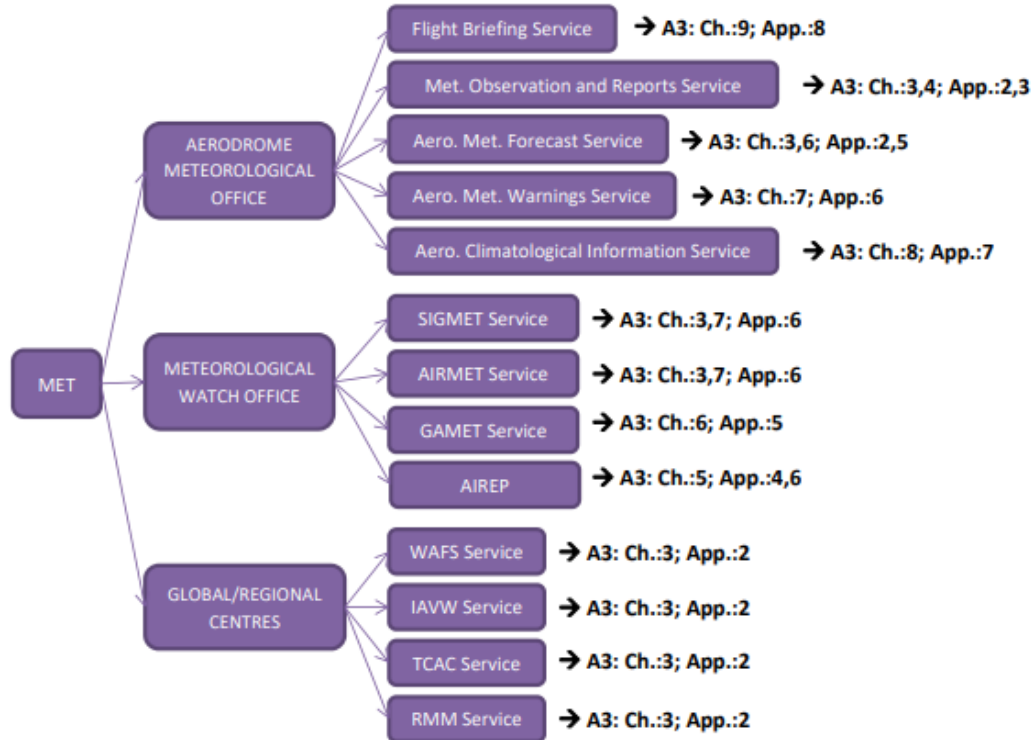 Flight Briefing Service → A3: Ch.:9; App.:8
Met. Observation and Reports Service → A3: Ch.:3,4; App.:2,3
AERODROME
METEOROLOGICAL
OFFICE
Aero. Met. Forecast Service → A3: Ch.:3,6; App.:2,5
Aero. Met. Warnings Service → A3: Ch.:7; App.:6
Aero. Climatological Information Service → A3: Ch.:8; App.:7
MET
METEOROLOGICAL
WATCH OFFICE
SIGMET Service → A3: Ch.:3,7; App.:6
AIRMET Service → A3: Ch.:3,7; App.:6
GAMET Service → A3: Ch.:6; App.:5
AIREP → A3: Ch.:5; App.:4,6
GLOBAL/REGIONAL
CENTRES
WAFS Service → A3: Ch.:3; App.:2
IAVW Service → A3: Ch.:3; App.:2
TCAC Service → A3: Ch.:3; App.:2
RMM Service → A3: Ch.:3; App.:2